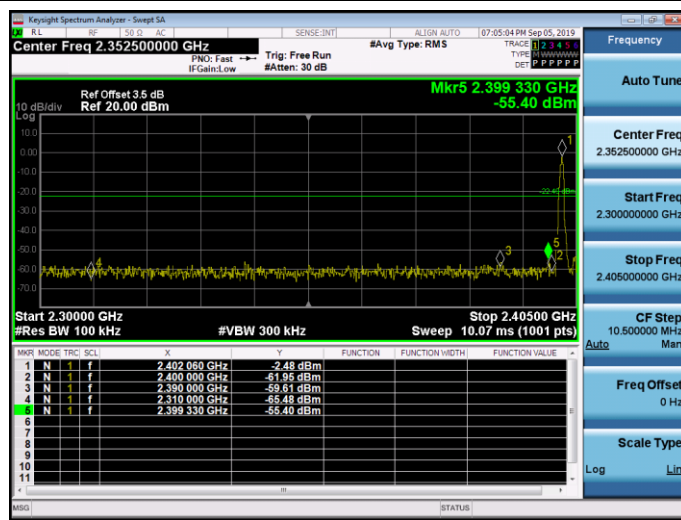 Keysight Spectrum Analyzer - Swept SA
RL RF 50 Ω AC SENSE:INT ALIGN AUTO 07:05:04 PM Sep 05, 2019
Center Freq 2.352500000 GHz #Avg Type: RMS TRACE 1 2 3 4 5 6
PNO: Fast Trig: Free Run TYPE M WWWWW
IFGain:Low #Atten: 30 dB DET P P P P P P
Mkr5 2.399 330 GHz
-55.40 dBm
Ref Offset 3.5 dB
10 dB/div Ref 20.00 dBm
Log
10.0
0.00
-10.0
-20.0
-30.0
-40.0
-50.0
-60.0
-70.0
1
5
3
2
4
Start 2.30000 GHz Stop 2.40500 GHz
#Res BW 100 kHz #VBW 300 kHz Sweep 10.07 ms (1001 pts)
MKR MODE TRC SCL X Y FUNCTION FUNCTION WIDTH FUNCTION VALUE
1 N 1 f 2.402 060 GHz -2.48 dBm
2 N 1 f 2.400 000 GHz -61.95 dBm
3 N 1 f 2.390 000 GHz -59.61 dBm
4 N 1 f 2.310 000 GHz -65.48 dBm
5 N 1 f 2.399 330 GHz -55.40 dBm
6
7
8
9
10
11
MSG STATUS
Frequency
Auto Tune
Center Freq
2.352500000 GHz
Start Freq
2.300000000 GHz
Stop Freq
2.405000000 GHz
CF Step
10.500000 MHz
Auto Man
Freq Offset
0 Hz
Scale Type
Log Lin